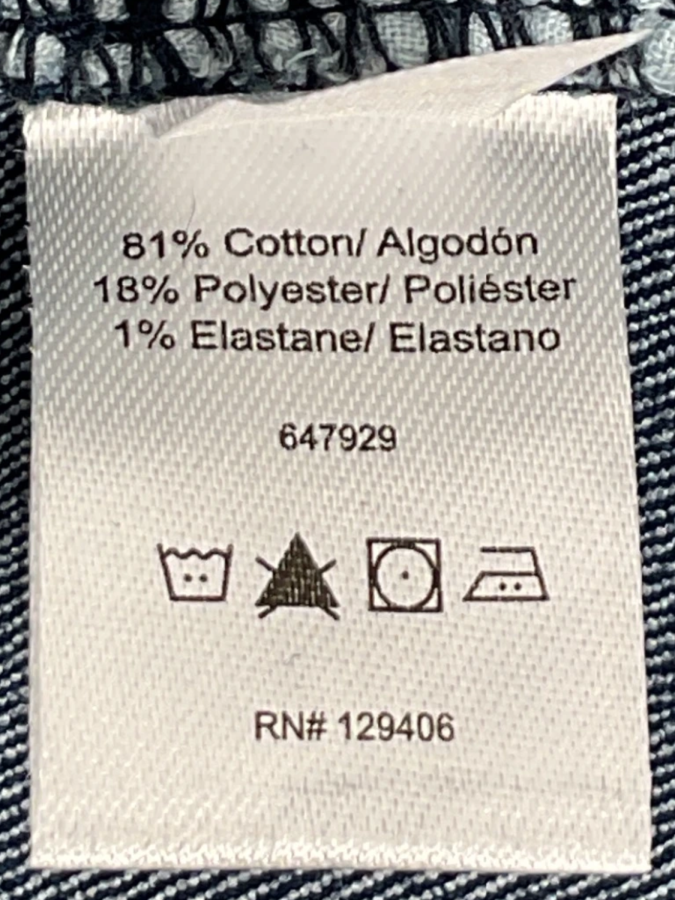 81% Cotton/ Algodón
18% Polyester/ Poliéster
1% Elastane/ Elastano
647929
RN# 129406